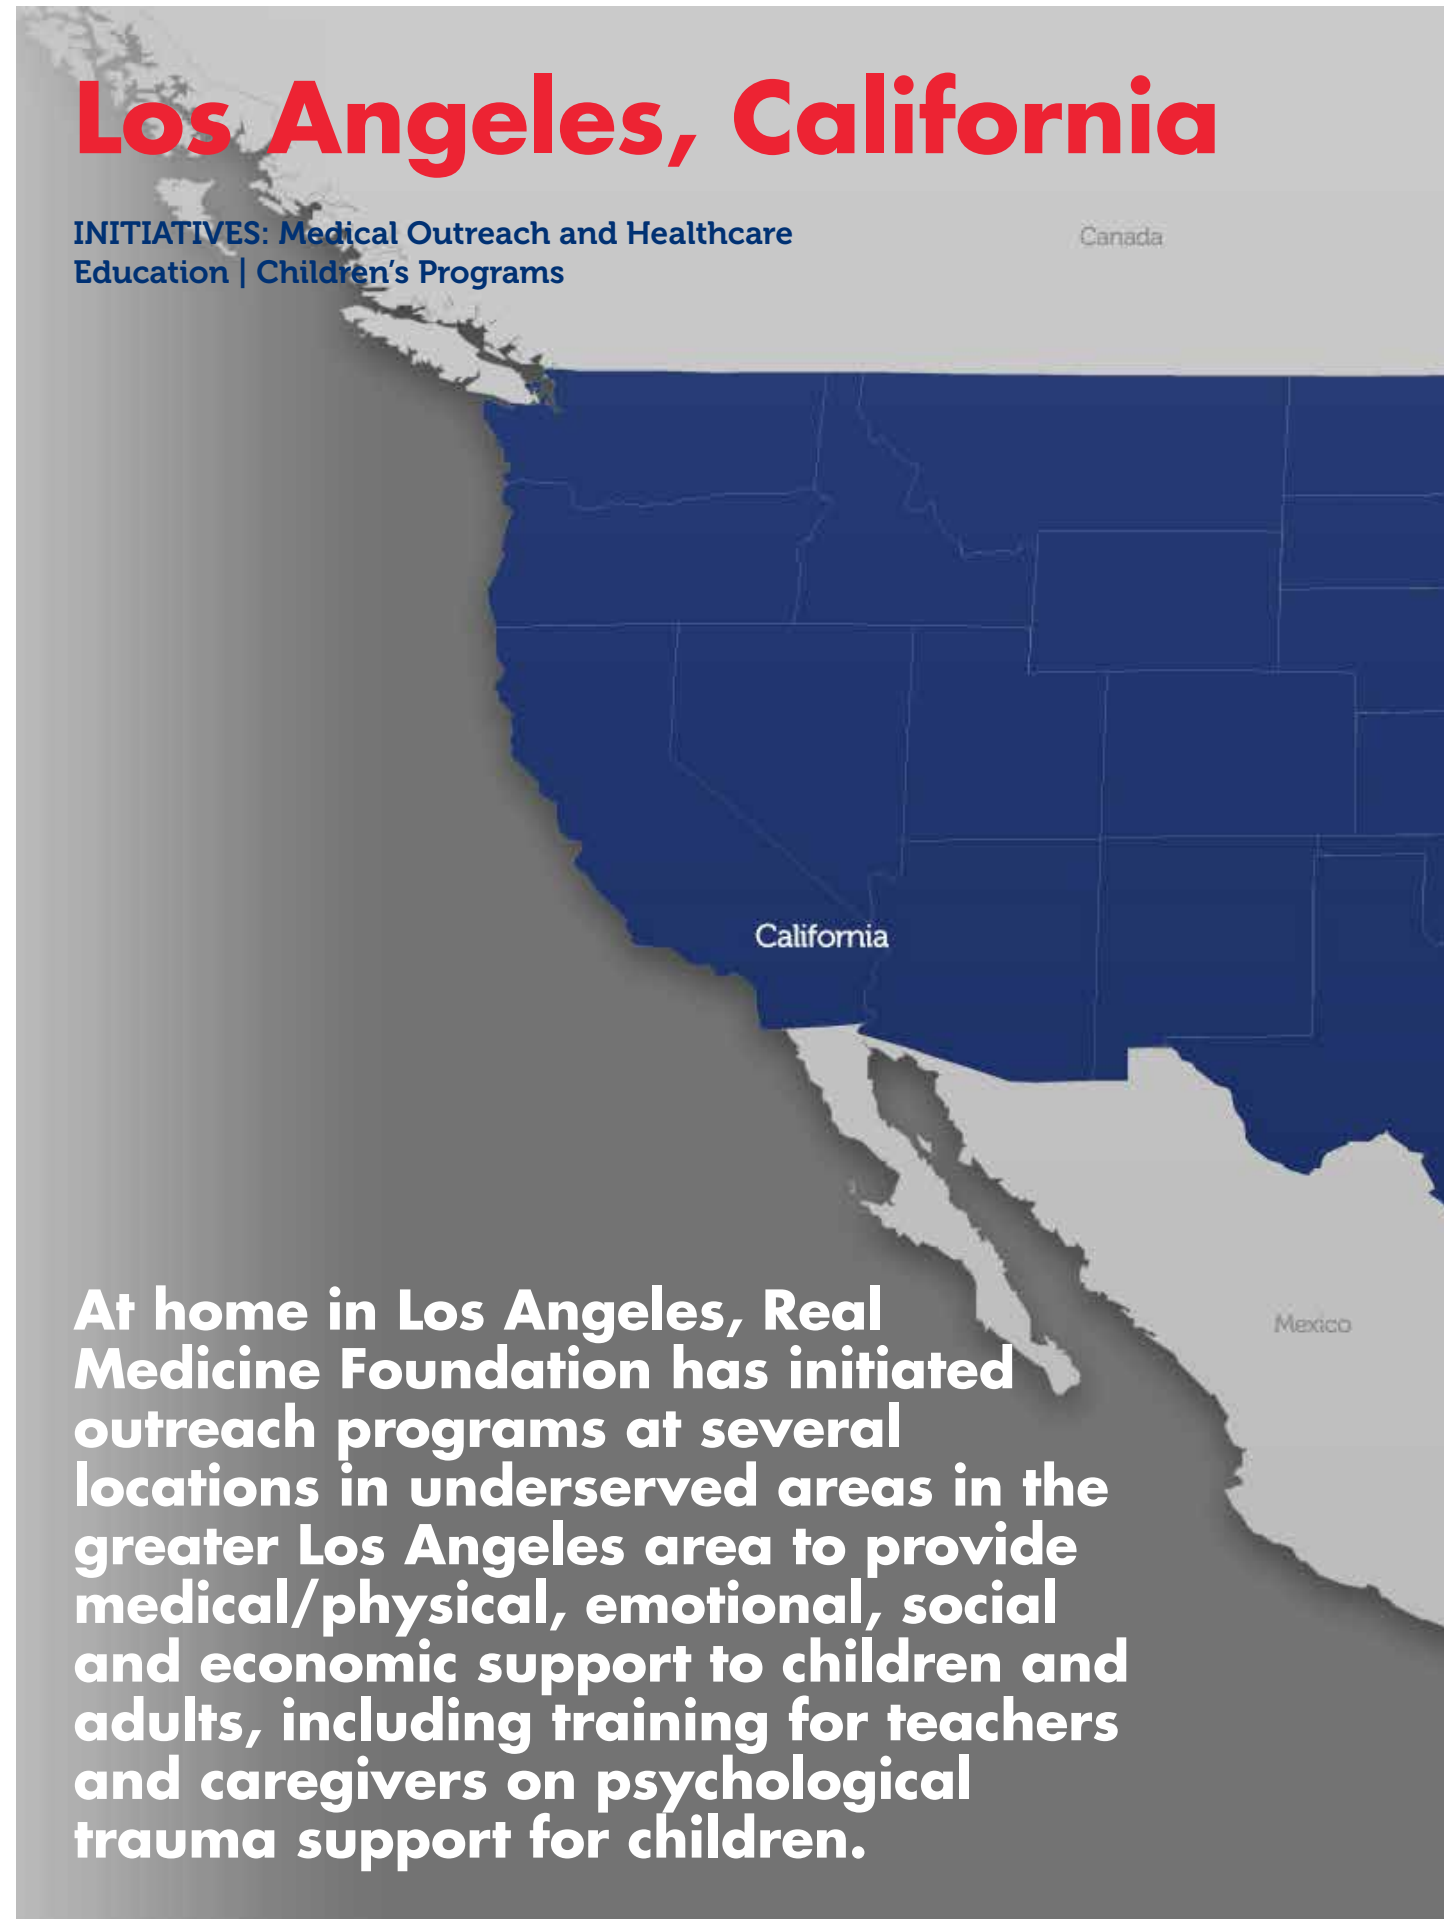 Los Angeles, California
INITIATIVES: Medical Outreach and Healthcare
Education | Children’s Programs
Canada
California
Mexico
At home in Los Angeles, Real
Medicine Foundation has initiated
outreach programs at several
locations in underserved areas in the
greater Los Angeles area to provide
medical/physical, emotional, social
and economic support to children and
adults, including training for teachers
and caregivers on psychological
trauma support for children.